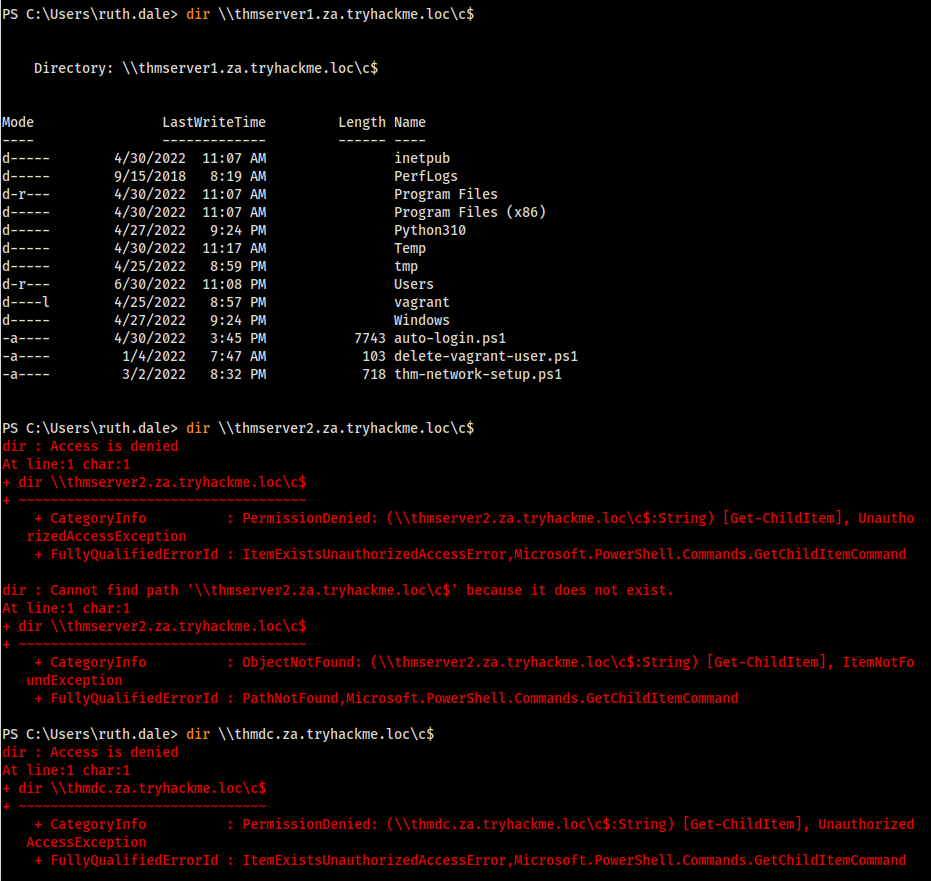 PS C:\Users\ruth.dale> dir \\thmserver1.za.tryhackme.loc\c$
Directory: \\thmserver1.za.tryhackme.loc\c$
Mode                LastWriteTime         Length Name
----                -------------         ------ ----
d-----        4/30/2022  11:07 AM                inetpub
d-----        9/15/2018   8:19 AM                PerfLogs
d-r---        4/30/2022  11:07 AM                Program Files
d-----        4/30/2022  11:07 AM                Program Files (x86)
d-----        4/27/2022   9:24 PM                Python310
d-----        4/30/2022  11:17 AM                Temp
d-----        4/25/2022   8:59 PM                tmp
d-r---        6/30/2022  11:08 PM                Users
d----l        4/25/2022   8:57 PM                vagrant
d-----        4/27/2022   9:24 PM                Windows
-a----        4/30/2022   3:45 PM           7743 auto-login.ps1
-a----         1/4/2022   7:47 AM            103 delete-vagrant-user.ps1
-a----         3/2/2022   8:32 PM            718 thm-network-setup.ps1
PS C:\Users\ruth.dale> dir \\thmserver2.za.tryhackme.loc\c$
dir : Access is denied
At line:1 char:1
+ dir \\thmserver2.za.tryhackme.loc\c$
+ ~~~~~~~~~~~~~~~~~~~~~~~~~~~~~~~~~~~~
    + CategoryInfo          : PermissionDenied: (\\thmserver2.za.tryhackme.loc\c$:String) [Get-ChildItem], Unautho
   rizedAccessException
    + FullyQualifiedErrorId : ItemExistsUnauthorizedAccessError,Microsoft.PowerShell.Commands.GetChildItemCommand
dir : Cannot find path '\\thmserver2.za.tryhackme.loc\c$' because it does not exist.
At line:1 char:1
+ dir \\thmserver2.za.tryhackme.loc\c$
+ ~~~~~~~~~~~~~~~~~~~~~~~~~~~~~~~~~~~~
    + CategoryInfo          : ObjectNotFound: (\\thmserver2.za.tryhackme.loc\c$:String) [Get-ChildItem], ItemNotFo
   undException
    + FullyQualifiedErrorId : PathNotFound,Microsoft.PowerShell.Commands.GetChildItemCommand
PS C:\Users\ruth.dale> dir \\thmdc.za.tryhackme.loc\c$
dir : Access is denied
At line:1 char:1
+ dir \\thmdc.za.tryhackme.loc\c$
+ ~~~~~~~~~~~~~~~~~~~~~~~~~~~~~~~
    + CategoryInfo          : PermissionDenied: (\\thmdc.za.tryhackme.loc\c$:String) [Get-ChildItem], Unauthorized
   AccessException
    + FullyQualifiedErrorId : ItemExistsUnauthorizedAccessError,Microsoft.PowerShell.Commands.GetChildItemCommand